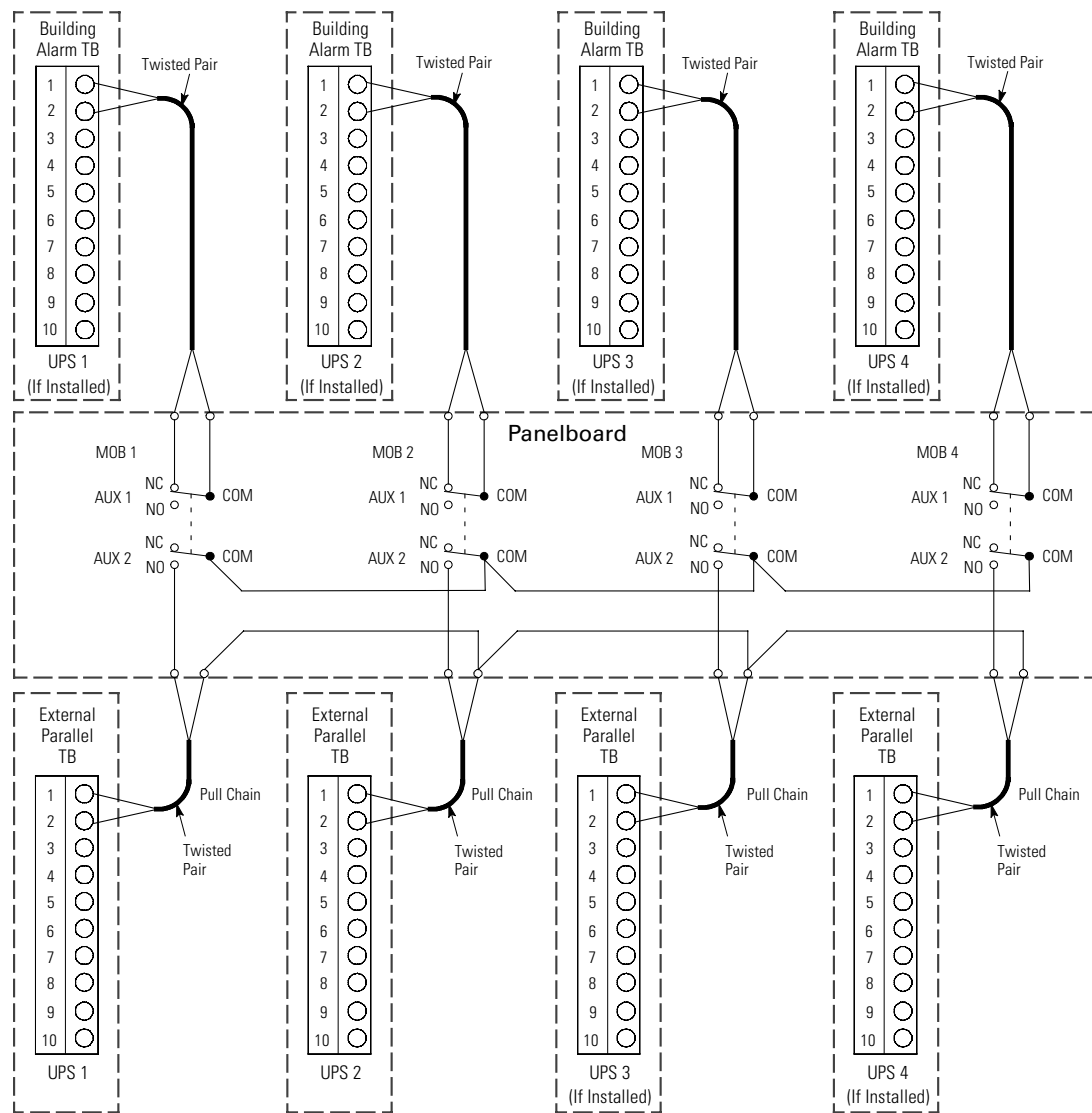 Building
Alarm TB
Twisted Pair
1
2
3
4
5
6
7
8
9
10
UPS 1
(If Installed)
Building
Alarm TB
Twisted Pair
1
2
3
4
5
6
7
8
9
10
UPS 2
(If Installed)
Building
Alarm TB
Twisted Pair
1
2
3
4
5
6
7
8
9
10
UPS 3
(If Installed)
Building
Alarm TB
Twisted Pair
1
2
3
4
5
6
7
8
9
10
UPS 4
(If Installed)
Panelboard
MOB 1
NC
AUX 1
COM
NO
NC
AUX 2
COM
NO
MOB 2
NC
AUX 1
COM
NO
NC
AUX 2
COM
NO
MOB 3
NC
AUX 1
COM
NO
NC
AUX 2
COM
NO
MOB 4
NC
AUX 1
COM
NO
NC
AUX 2
COM
NO
External
Parallel
TB
1
2
3
4
5
6
7
8
9
10
Pull Chain
Twisted
Pair
UPS 1
External
Parallel
TB
1
2
3
4
5
6
7
8
9
10
Pull Chain
Twisted
Pair
UPS 2
External
Parallel
TB
1
2
3
4
5
6
7
8
9
10
Pull Chain
Twisted
Pair
UPS 3
(If Installed)
External
Parallel
TB
1
2
3
4
5
6
7
8
9
10
Pull Chain
Twisted
Pair
UPS 4
(If Installed)